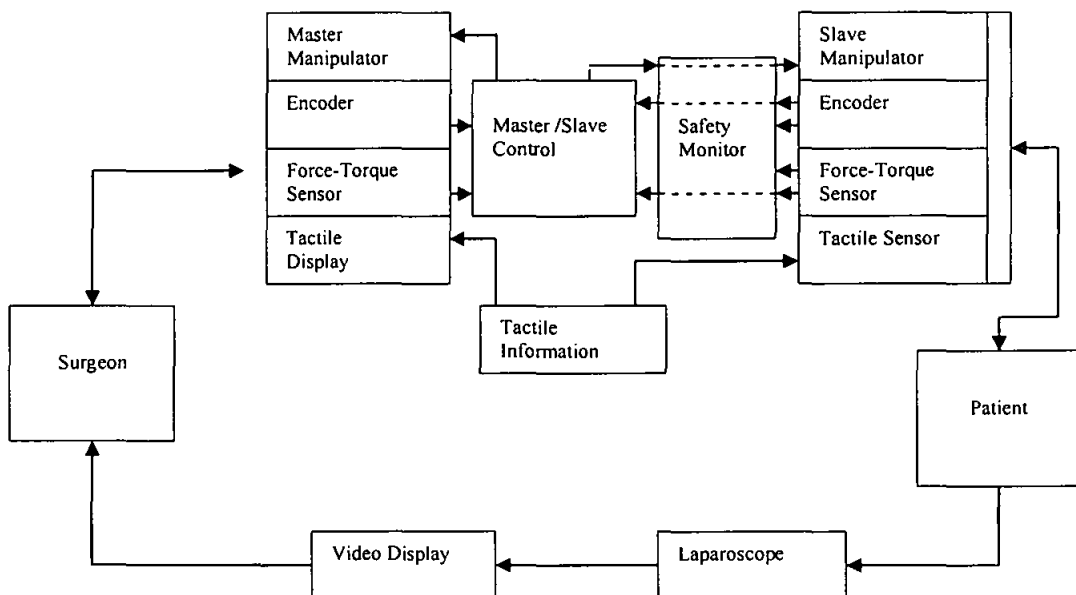 Master
Manipulator
Encoder
Force-Torque
Sensor
Tactile
Display
Master /Slave
Control
Safety
Monitor
Slave
Manipulator
Encoder
Force-Torque
Sensor
Tactile Sensor
Tactile
Information
Surgeon
Patient
Video Display
Laparoscope